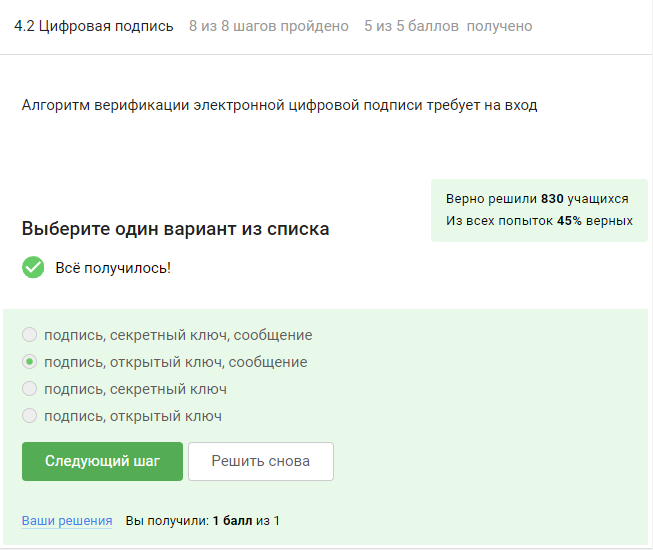 4.2 Цифровая подпись 8 из 8 шагов пройдено 5 из 5 баллов получено
Алгоритм верификации электронной цифровой подписи требует на вход
Верно решили 830 учащихся
Из всех попыток 45% верных
Выберите один вариант из списка
Всё получилось!
подпись, секретный ключ, сообщение
подпись, открытый ключ, сообщение
подпись, секретный ключ
подпись, открытый ключ
Следующий шаг Решить снова
Ваши решения Вы получили: 1 балл из 1